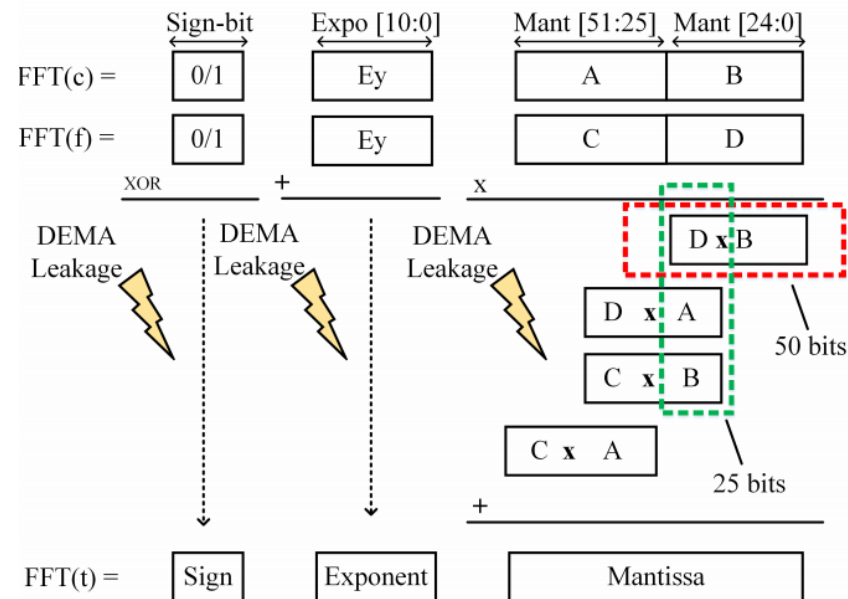 Sign-bit Expo [10:0] Mant [51:25] Mant [24:0]
FFT(c) = 0/1 Ey A B
FFT(f) = 0/1 Ey C D
XOR + x
DEMA Leakage
DEMA Leakage
DEMA Leakage
D x B
50 bits
D x A
C x B
25 bits
C x A
+
FFT(t) = Sign Exponent Mantissa